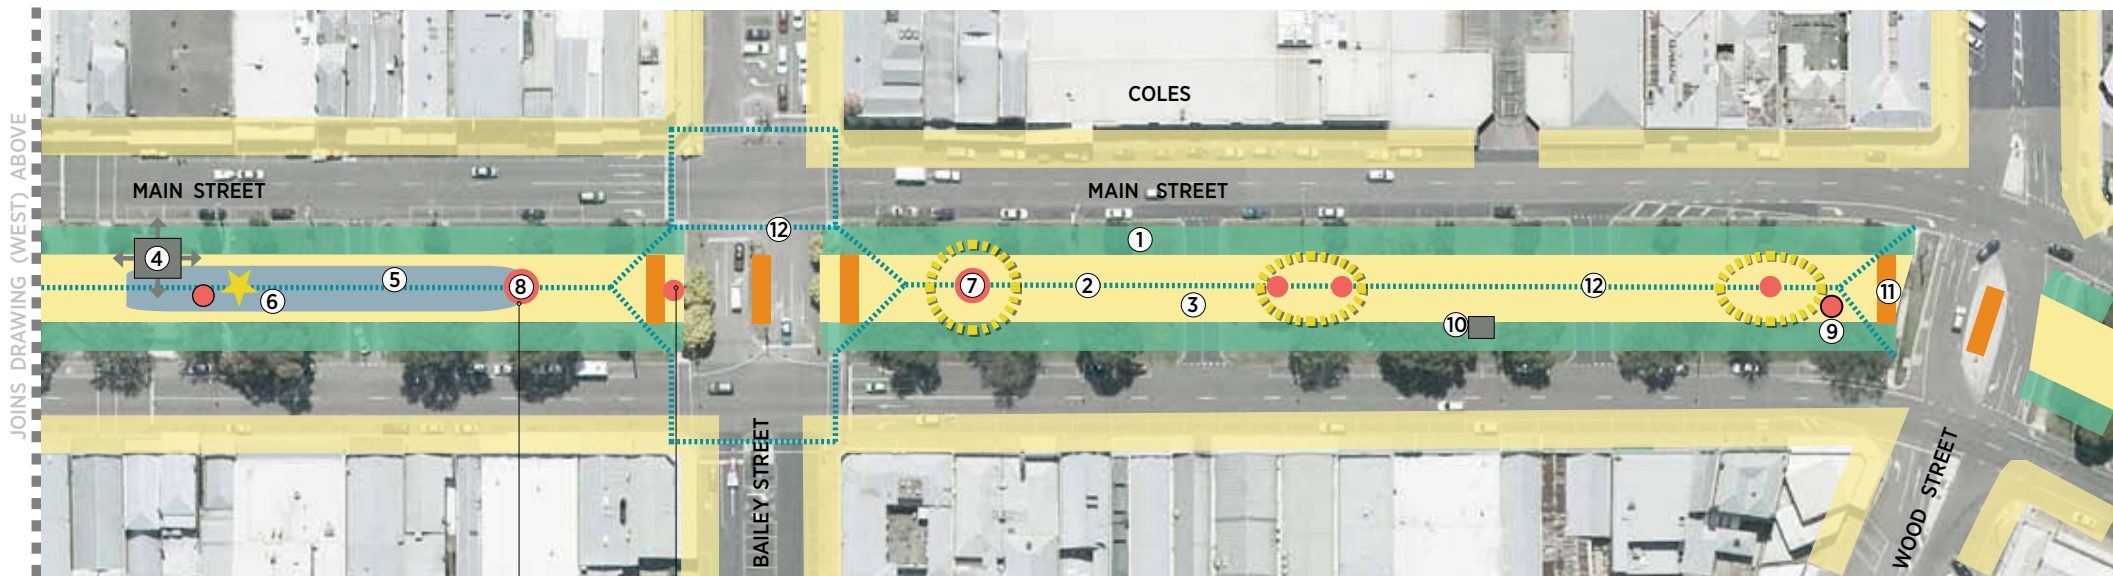 JOINS DRAWING (WEST) ABOVE
COLES
MAIN STREET
MAIN STREET
12
1
4
5
6
8
7
2
3
12
11
10
9
BAILEY STREET
WOOD STREET